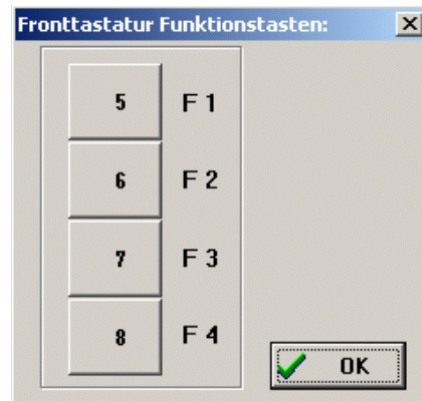 Fronttastatur Funktionstasten:
5 F 1
6 F 2
7 F 3
8 F 4
OK